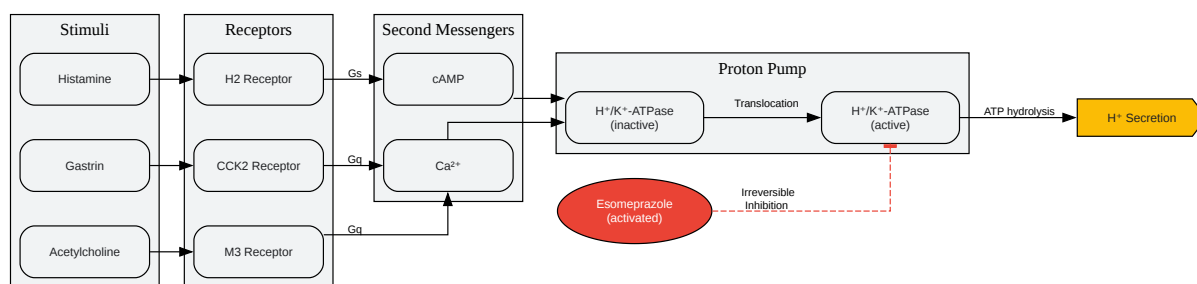 Stimuli
Receptors
Second Messengers
Proton Pump
Histamine
H2 Receptor
Gs
cAMP
H⁺/K⁺-ATPase
(inactive)
Translocation
H⁺/K⁺-ATPase
(active)
ATP hydrolysis
H⁺ Secretion
Gastrin
CCK2 Receptor
Gq
Ca²⁺
Esomeprazole
(activated)
Irreversible
Inhibition
Acetylcholine
M3 Receptor
Gq